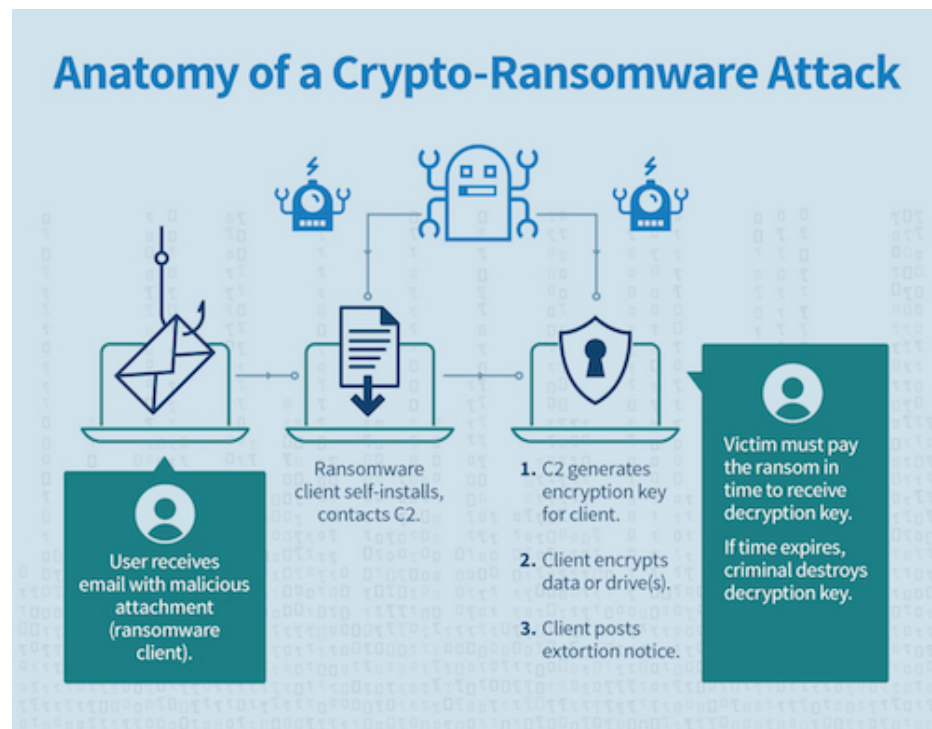 Anatomy of a Crypto-Ransomware Attack
User receives
email with malicious
attachment
(ransomware
client).
Ransomware
client self-installs,
contacts C2.
1. C2 generates
encryption key
for client.
2. Client encrypts
data or drive(s).
3. Client posts
extortion notice.
Victim must pay
the ransom in
time to receive
decryption key.
If time expires,
criminal destroys
decryption key.